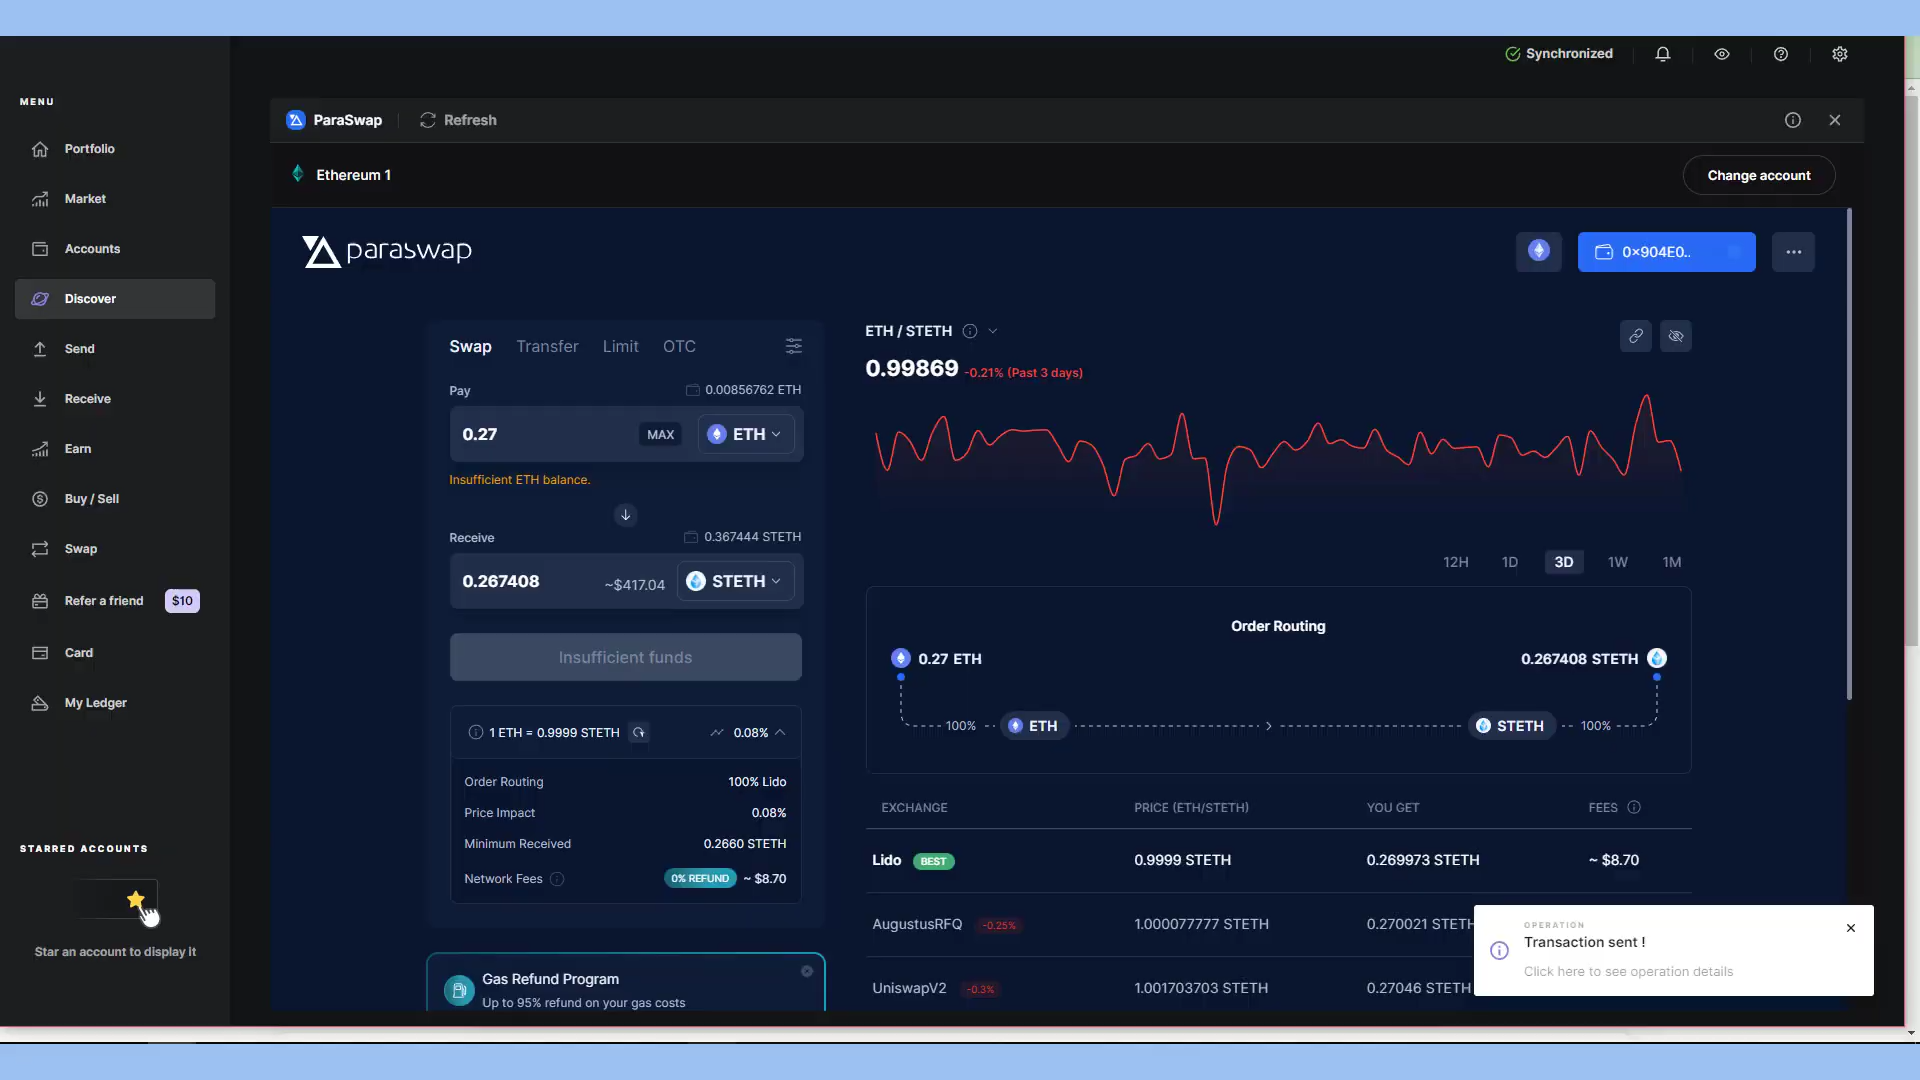 Synchronized
MENU
Portfolio
Market
Accounts
Discover
Send
Receive
Earn
Buy / Sell
Swap
Refer a friend $10
Card
My Ledger
STARRED ACCOUNTS
Star an account to display it
ParaSwap
Refresh
Ethereum 1
Change account
paraswap
0×904E0..
Swap Transfer Limit OTC
Pay 0.00856762 ETH
0.27 MAX ETH
Insufficient ETH balance.
Receive 0.367444 STETH
0.267408 ~$417.04 STETH
Insufficient funds
1 ETH = 0.9999 STETH 0.08%
Order Routing 100% Lido
Price Impact 0.08%
Minimum Received 0.2660 STETH
Network Fees 0% REFUND ~ $8.70
Gas Refund Program
Up to 95% refund on your gas costs
ETH / STETH
0.99869 -0.21% (Past 3 days)
12H 1D 3D 1W 1M
Order Routing
0.27 ETH 0.267408 STETH
100% ETH STETH 100%
EXCHANGE PRICE (ETH/STETH) YOU GET FEES
Lido BEST 0.9999 STETH 0.269973 STETH ~ $8.70
AugustusRFQ -0.25% 1.000077777 STETH 0.270021 STETH
UniswapV2 -0.3% 1.001703703 STETH 0.27046 STETH
OPERATION
Transaction sent !
Click here to see operation details